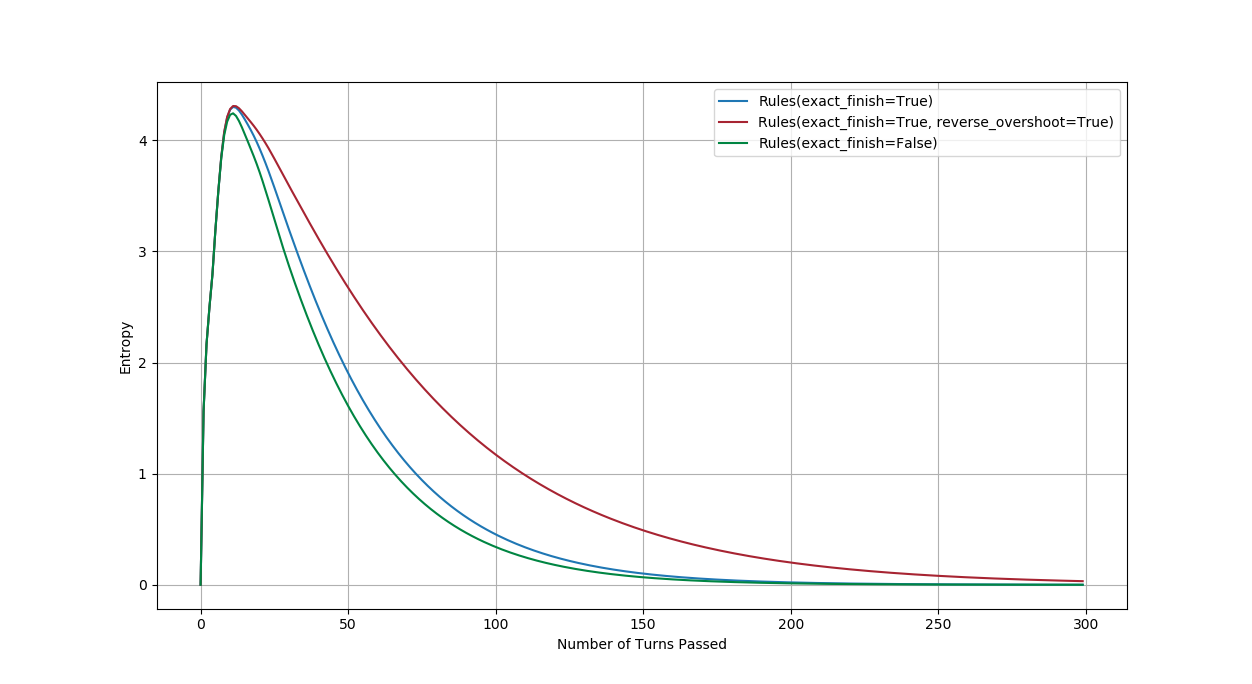 Rules(exact_finish=True)
Rules(exact_finish=True, reverse_overshoot=True)
Rules(exact_finish=False)
4
3
2
1
0
Entropy
0 50 100 150 200 250 300
Number of Turns Passed